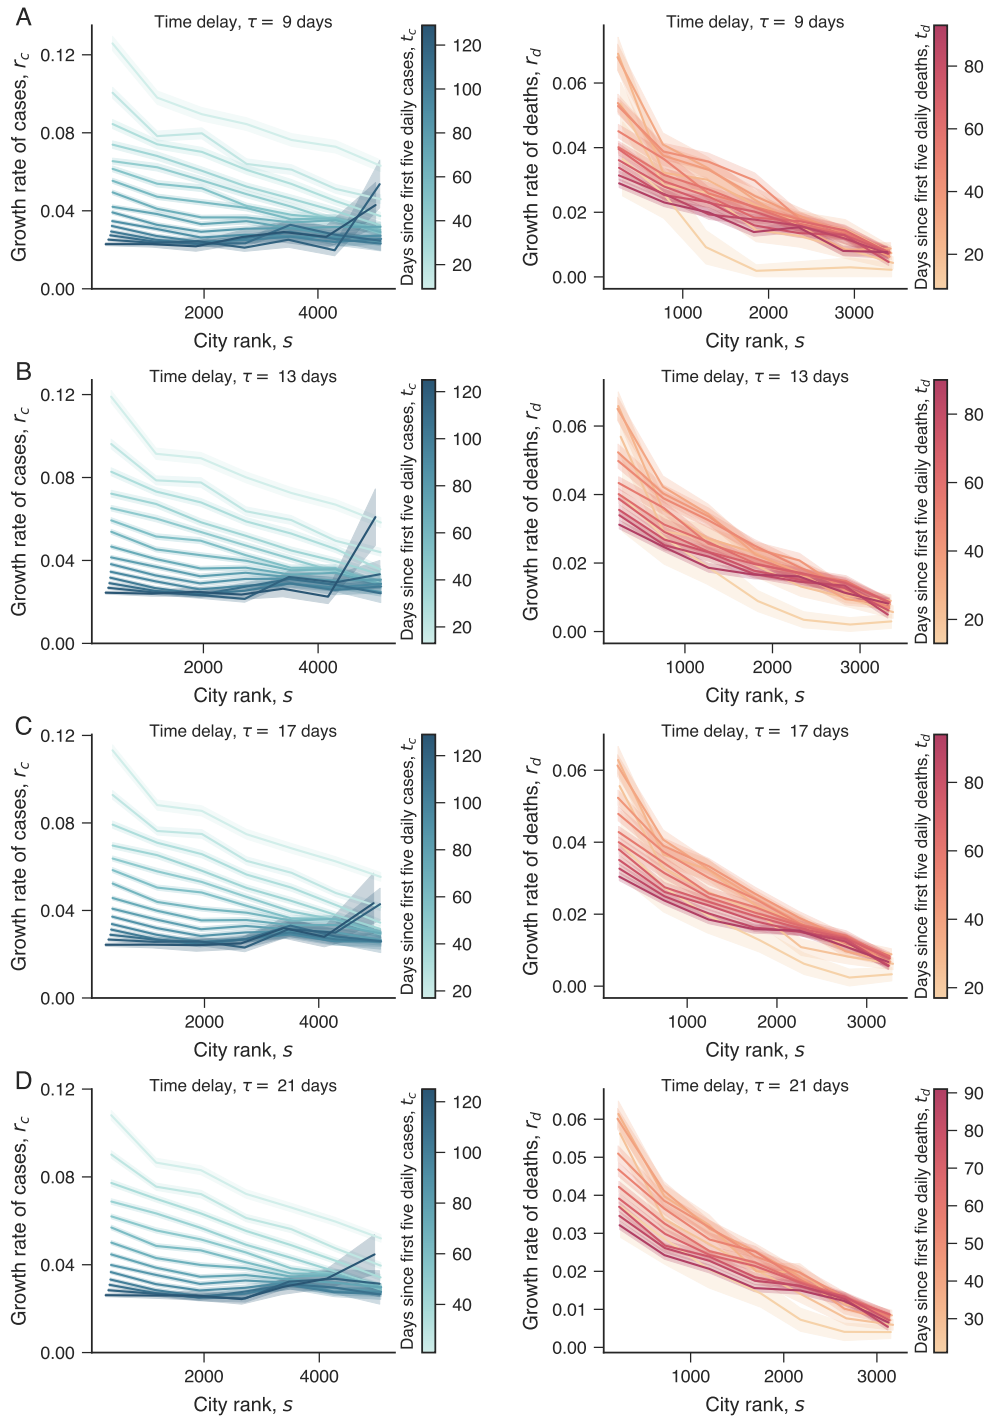 A
Time delay, τ = 9 days
Growth rate of cases, r_c
0.12
0.08
0.04
0.00
2000
4000
City rank, s
Days since first five daily cases, t_c
120
100
80
60
40
20
Time delay, τ = 9 days
Growth rate of deaths, r_d
0.06
0.04
0.02
0.00
1000
2000
3000
City rank, s
Days since first five daily deaths, t_d
80
60
40
20
B
Time delay, τ = 13 days
Growth rate of cases, r_c
0.12
0.08
0.04
0.00
2000
4000
City rank, s
Days since first five daily cases, t_c
120
100
80
60
40
20
Time delay, τ = 13 days
Growth rate of deaths, r_d
0.06
0.04
0.02
0.00
1000
2000
3000
City rank, s
Days since first five daily deaths, t_d
80
60
40
20
C
Time delay, τ = 17 days
Growth rate of cases, r_c
0.12
0.08
0.04
0.00
2000
4000
City rank, s
Days since first five daily cases, t_c
120
100
80
60
40
20
Time delay, τ = 17 days
Growth rate of deaths, r_d
0.06
0.04
0.02
0.00
1000
2000
3000
City rank, s
Days since first five daily deaths, t_d
80
60
40
20
D
Time delay, τ = 21 days
Growth rate of cases, r_c
0.12
0.08
0.04
0.00
2000
4000
City rank, s
Days since first five daily cases, t_c
120
100
80
60
40
Time delay, τ = 21 days
Growth rate of deaths, r_d
0.06
0.05
0.04
0.03
0.02
0.01
0.00
1000
2000
3000
City rank, s
Days since first five daily deaths, t_d
90
80
70
60
50
40
30